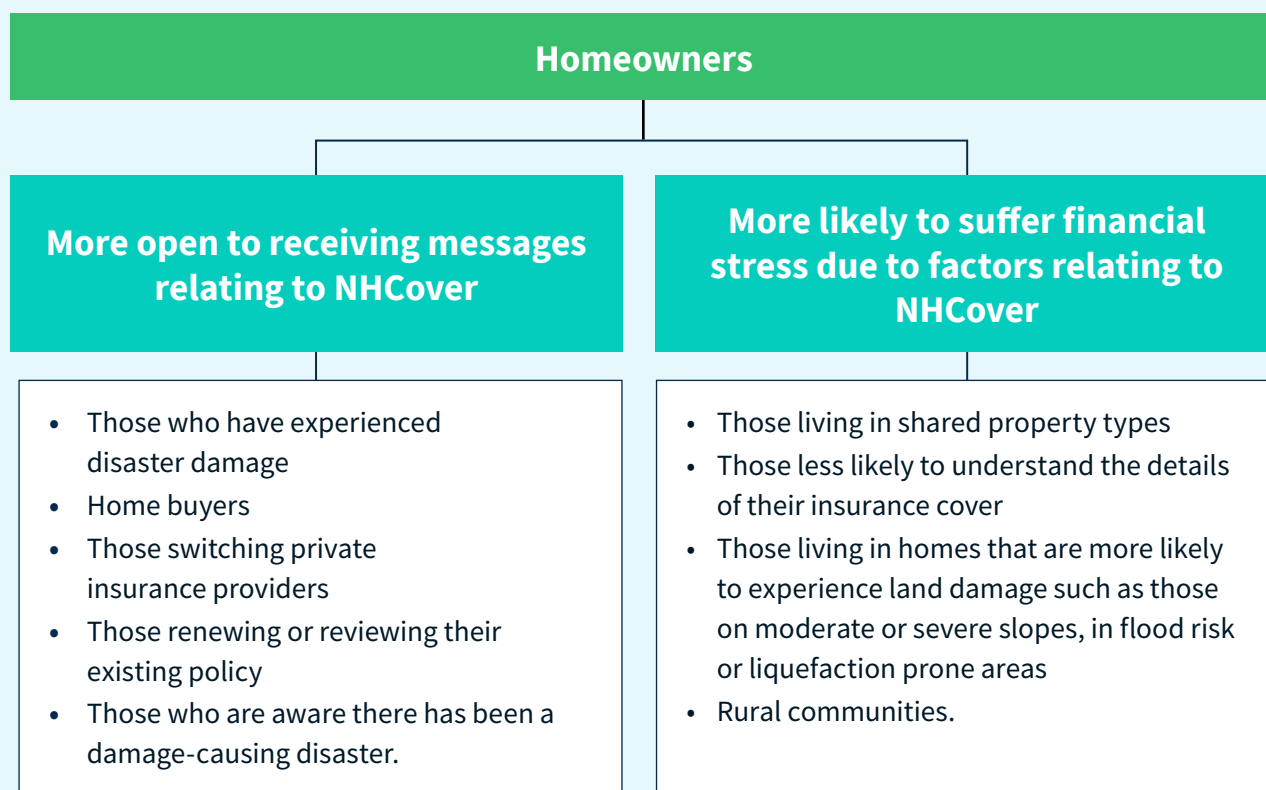 Homeowners
More open to receiving messages
relating to NHCover
• Those who have experienced
disaster damage
• Home buyers
• Those switching private
insurance providers
• Those renewing or reviewing their
existing policy
• Those who are aware there has been a
damage-causing disaster.
More likely to suffer financial
stress due to factors relating to
NHCover
• Those living in shared property types
• Those less likely to understand the details
of their insurance cover
• Those living in homes that are more likely
to experience land damage such as those
on moderate or severe slopes, in flood risk
or liquefaction prone areas
• Rural communities.